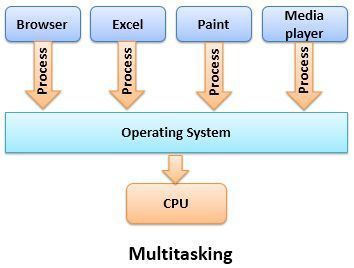 Browser
Excel
Paint
Media
player
Process
Process
Process
Process
Operating System
CPU
Multitasking